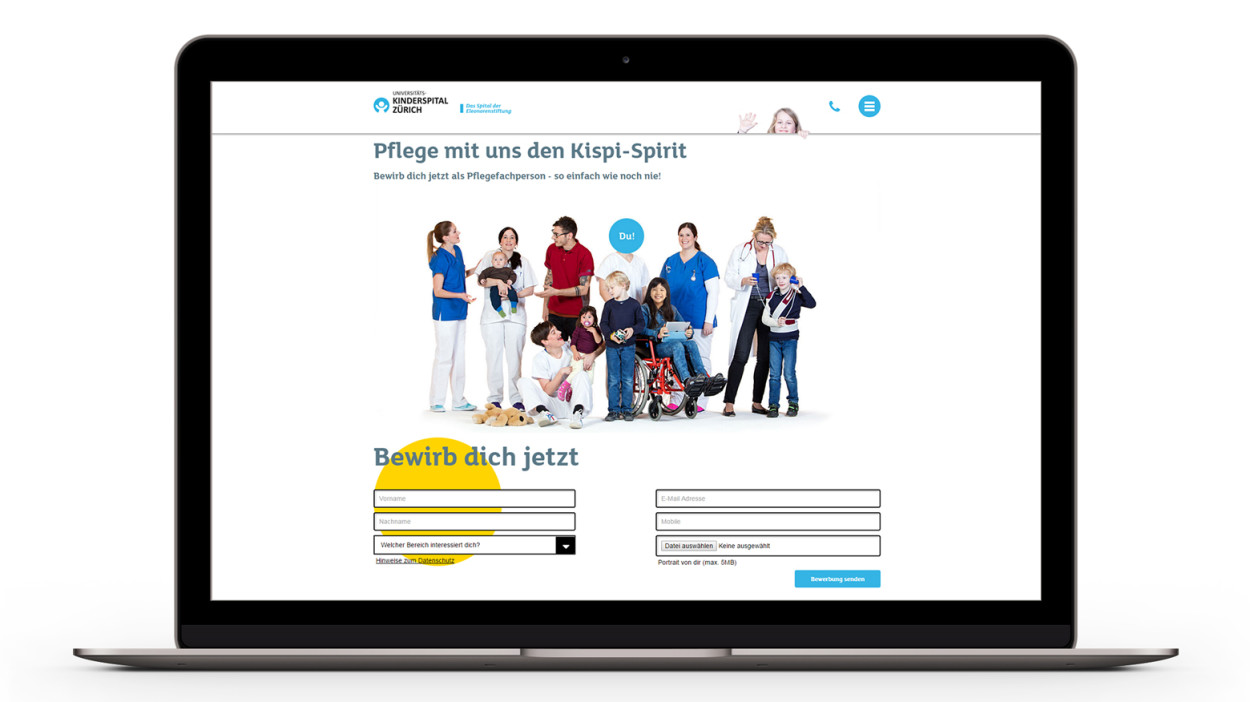 UNIVERSITÄTS-
KINDERSPITAL
ZÜRICH
Das Spital der
Eleonorenstiftung
Pflege mit uns den Kispi-Spirit
Bewirb dich jetzt als Pflegefachperson - so einfach wie noch nie!
Du!
Bewirb dich jetzt
Vorname
E-Mail Adresse
Nachname
Mobile
Welcher Bereich interessiert dich?
Datei auswählen Keine ausgewählt
Hinweise zum Datenschutz
Portrait von dir (max. 5MB)
Bewerbung senden